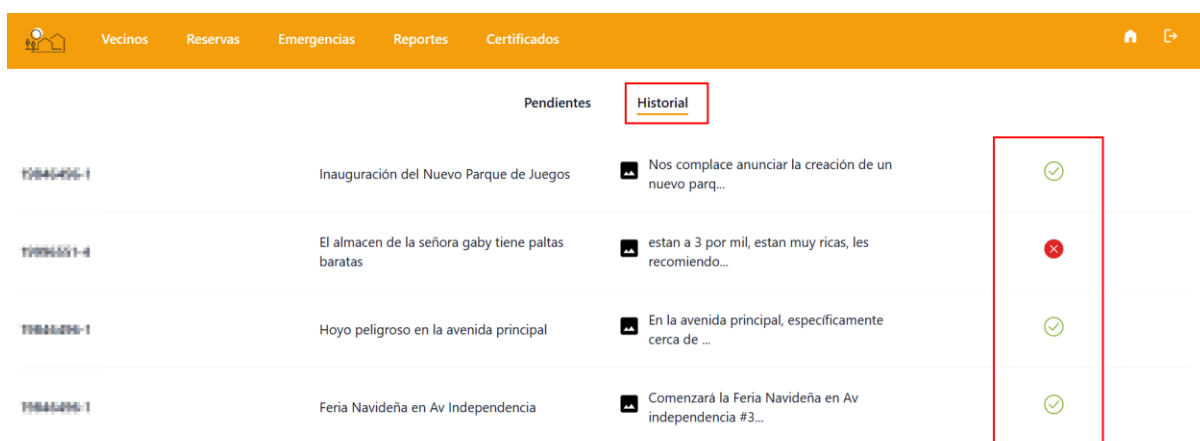 Vecinos Reservas Emergencias Reportes Certificados
Pendientes Historial
Inauguración del Nuevo Parque de Juegos
Nos complace anunciar la creación de un
nuevo parq...
El almacen de la señora gaby tiene paltas
baratas
estan a 3 por mil, estan muy ricas, les
recomiendo...
Hoyo peligroso en la avenida principal
En la avenida principal, específicamente
cerca de ...
Feria Navideña en Av Independencia
Comenzará la Feria Navideña en Av
independencia #3...